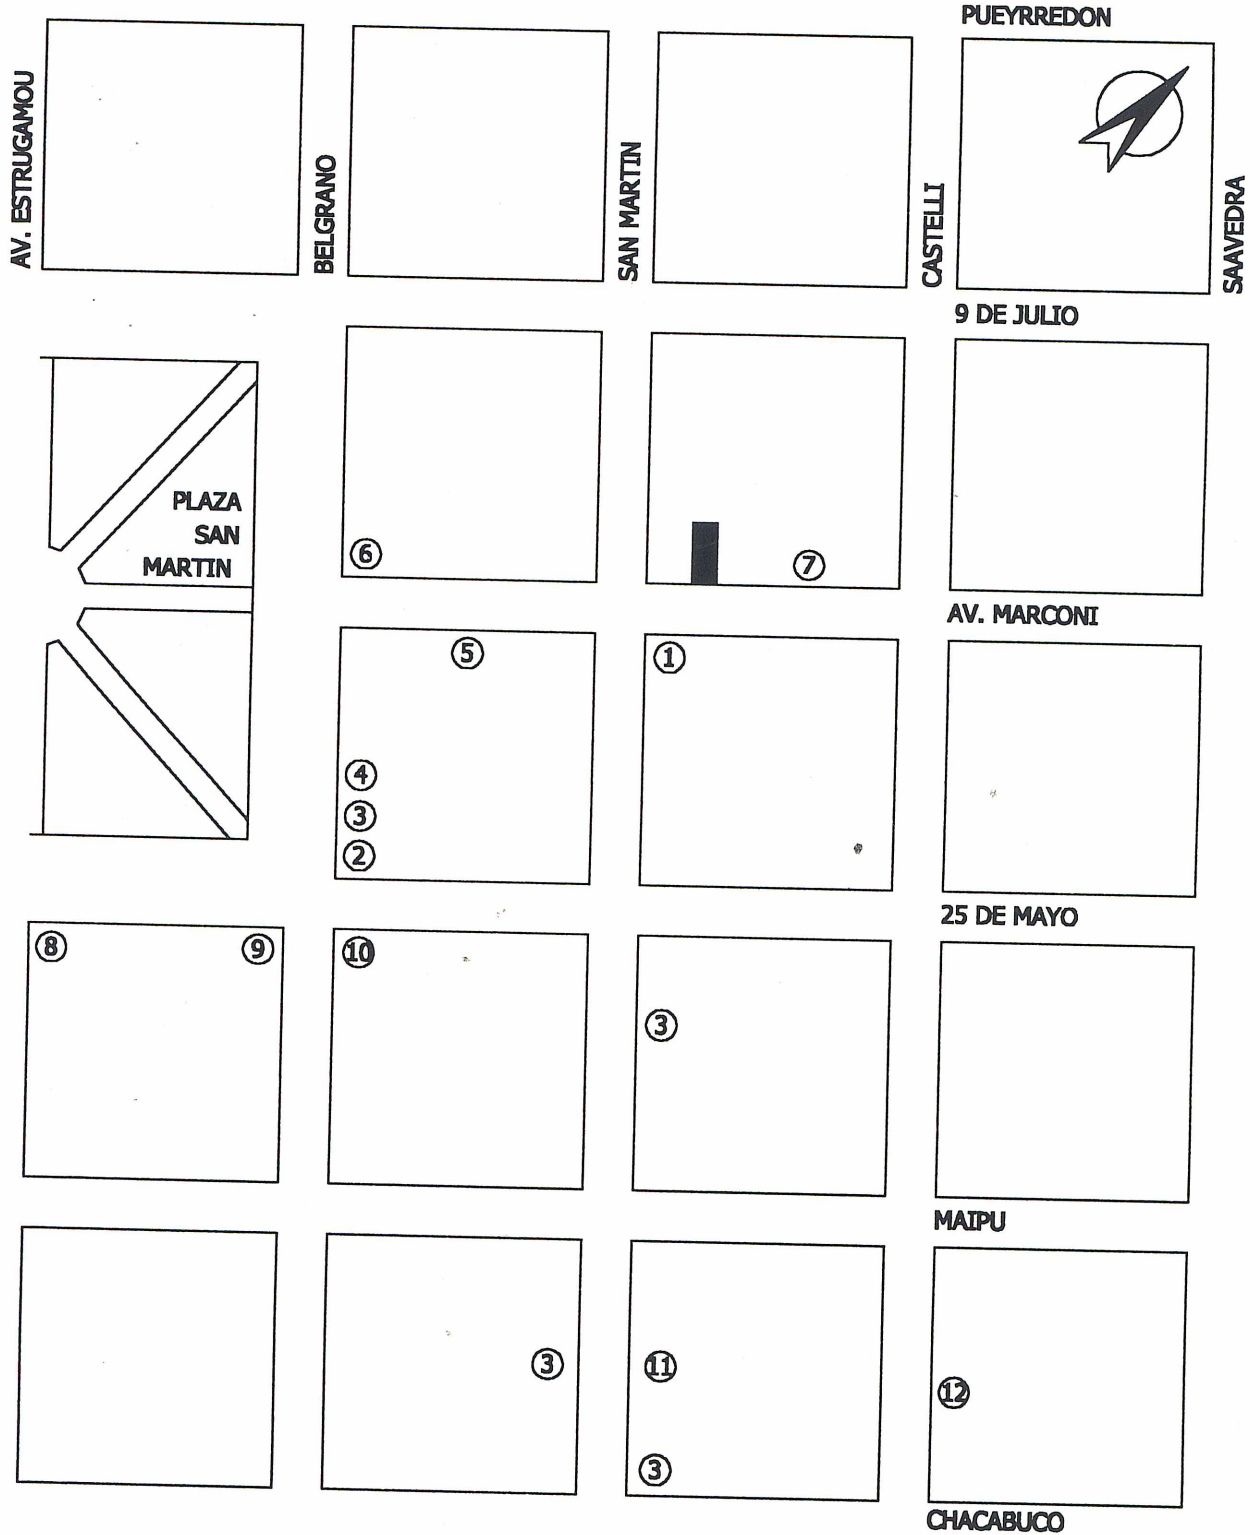 PUEYRREDON
AV. ESTRUGAMOU
BELGRANO
SAN MARTIN
CASTELLI
SAAVEDRA
9 DE JULIO
PLAZA
SAN
MARTIN
6
7
AV. MARCONI
5
1
4
3
2
25 DE MAYO
8
9
10
3
MAIPU
3
11
12
3
CHACABUCO